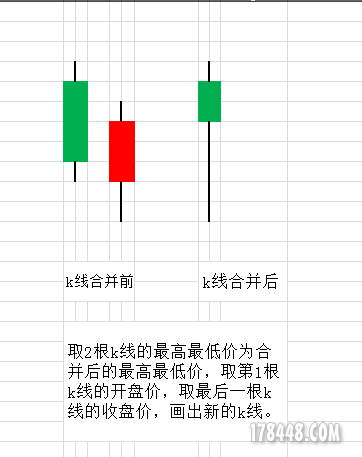 k线合并前
k线合并后
取2根k线的最高最低价为合
并后的最高最低价，取第1根
k线的开盘价，取最后一根k
线的收盘价，画出新的k线。
178448.COM